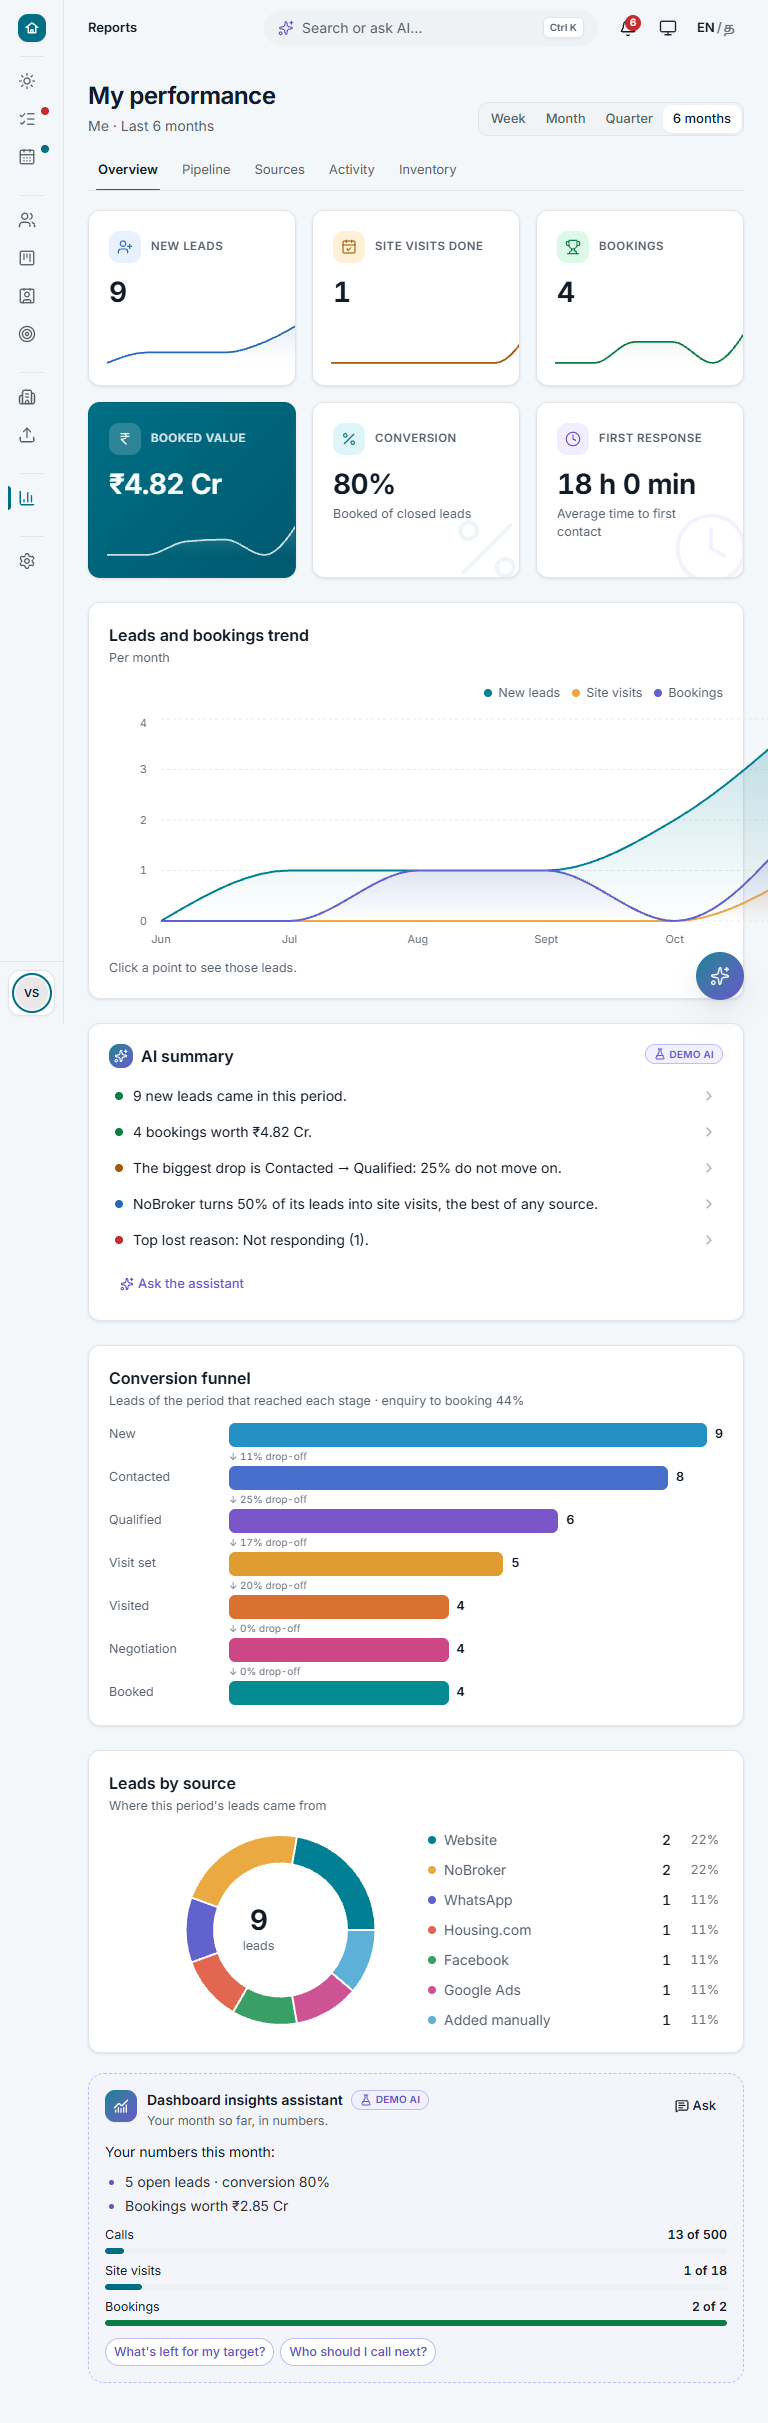 Reports
Search or ask AI...
Ctrl K
6
EN / த
My performance
Me · Last 6 months
Week
Month
Quarter
6 months
Overview
Pipeline
Sources
Activity
Inventory
NEW LEADS
9
SITE VISITS DONE
1
BOOKINGS
4
BOOKED VALUE
₹4.82 Cr
CONVERSION
80%
Booked of closed leads
FIRST RESPONSE
18 h 0 min
Average time to first
contact
Leads and bookings trend
Per month
New leads
Site visits
Bookings
4
3
2
1
0
Jun
Jul
Aug
Sept
Oct
Click a point to see those leads.
VS
AI summary
DEMO AI
9 new leads came in this period.
4 bookings worth ₹4.82 Cr.
The biggest drop is Contacted → Qualified: 25% do not move on.
NoBroker turns 50% of its leads into site visits, the best of any source.
Top lost reason: Not responding (1).
Ask the assistant
Conversion funnel
Leads of the period that reached each stage · enquiry to booking 44%
New
9
↓ 11% drop-off
Contacted
8
↓ 25% drop-off
Qualified
6
↓ 17% drop-off
Visit set
5
↓ 20% drop-off
Visited
4
↓ 0% drop-off
Negotiation
4
↓ 0% drop-off
Booked
4
Leads by source
Where this period's leads came from
9
leads
Website 2 22%
NoBroker 2 22%
WhatsApp 1 11%
Housing.com 1 11%
Facebook 1 11%
Google Ads 1 11%
Added manually 1 11%
Dashboard insights assistant
DEMO AI
Your month so far, in numbers.
Ask
Your numbers this month:
• 5 open leads · conversion 80%
• Bookings worth ₹2.85 Cr
Calls
13 of 500
Site visits
1 of 18
Bookings
2 of 2
What's left for my target?
Who should I call next?